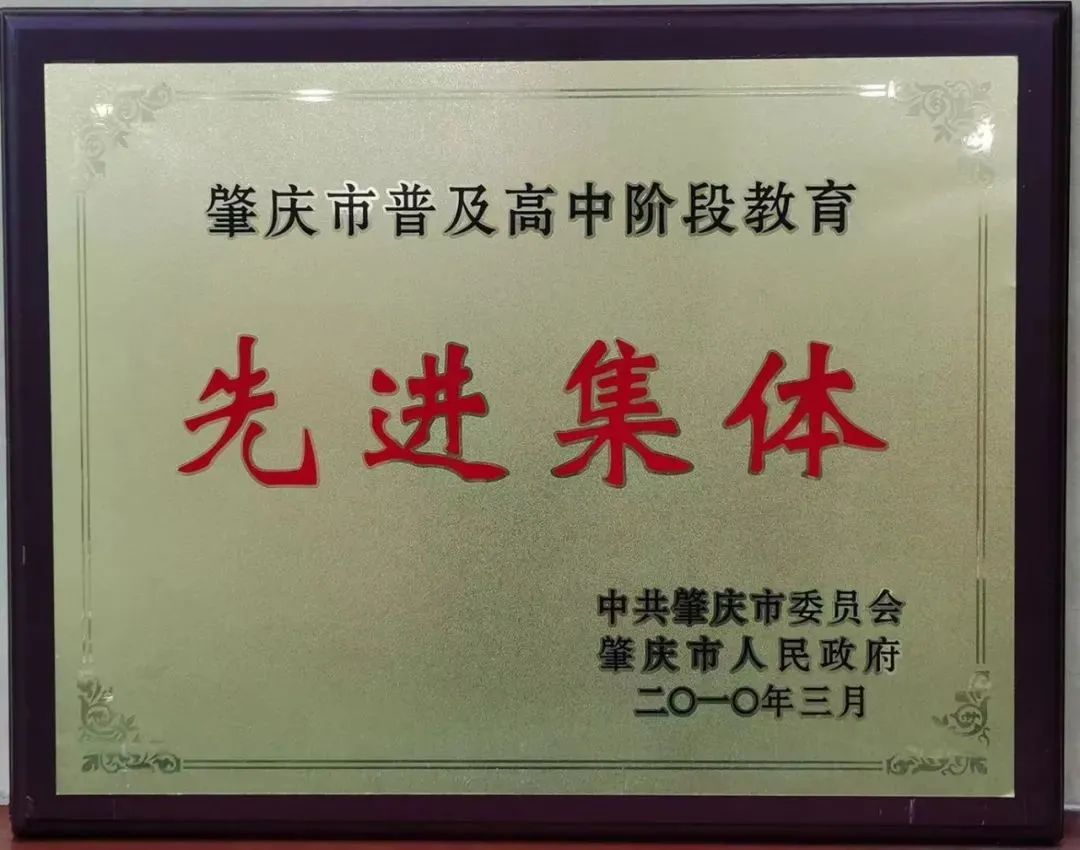 肇庆市普及高中阶段教育
先进集体
中共肇庆市委员会
肇庆市人民政府
二〇一〇年三月